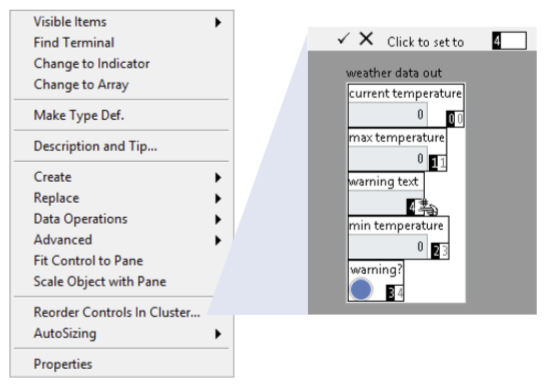 Visible Items
Find Terminal
Change to Indicator
Change to Array
Make Type Def.
Description and Tip...
Create
Replace
Data Operations
Advanced
Fit Control to Pane
Scale Object with Pane
Reorder Controls In Cluster...
AutoSizing
Properties
Click to set to 4
weather data out
current temperature
0 0 0
max temperature
0 1 1
warning text
4
min temperature
0 2 3
warning?
3 4